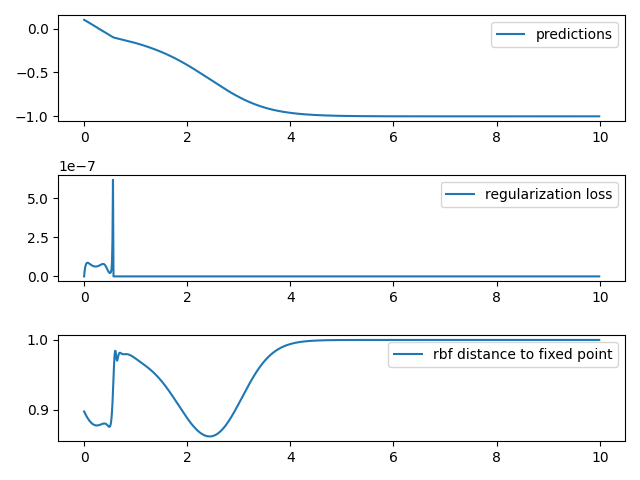 0.0
−0.5
−1.0
predictions
0 2 4 6 8 10
1e−7
5.0
2.5
0.0
regularization loss
0 2 4 6 8 10
1.0
0.9
rbf distance to fixed point
0 2 4 6 8 10